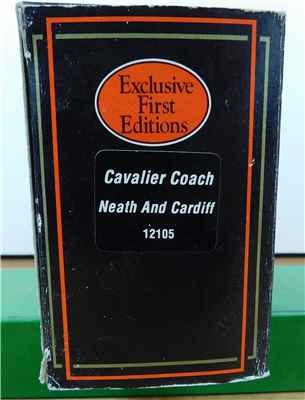 Exclusive
First
Editions
Cavalier Coach
Neath And Cardiff
12105